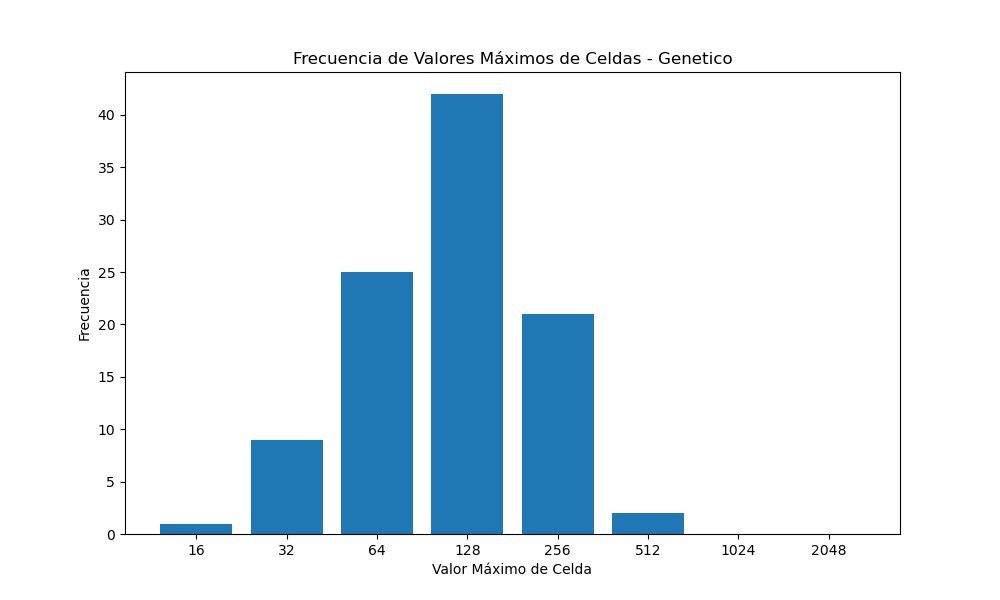 Frecuencia de Valores Máximos de Celdas - Genetico
Frecuencia
40
35
30
25
20
15
10
5
0
16 32 64 128 256 512 1024 2048
Valor Máximo de Celda